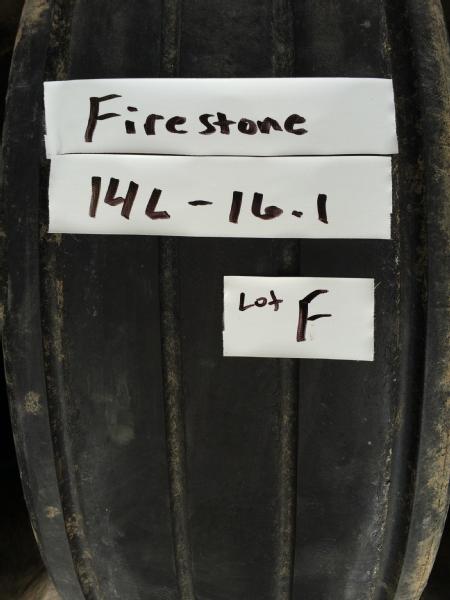 Firestone
14L-16.1
Lot F